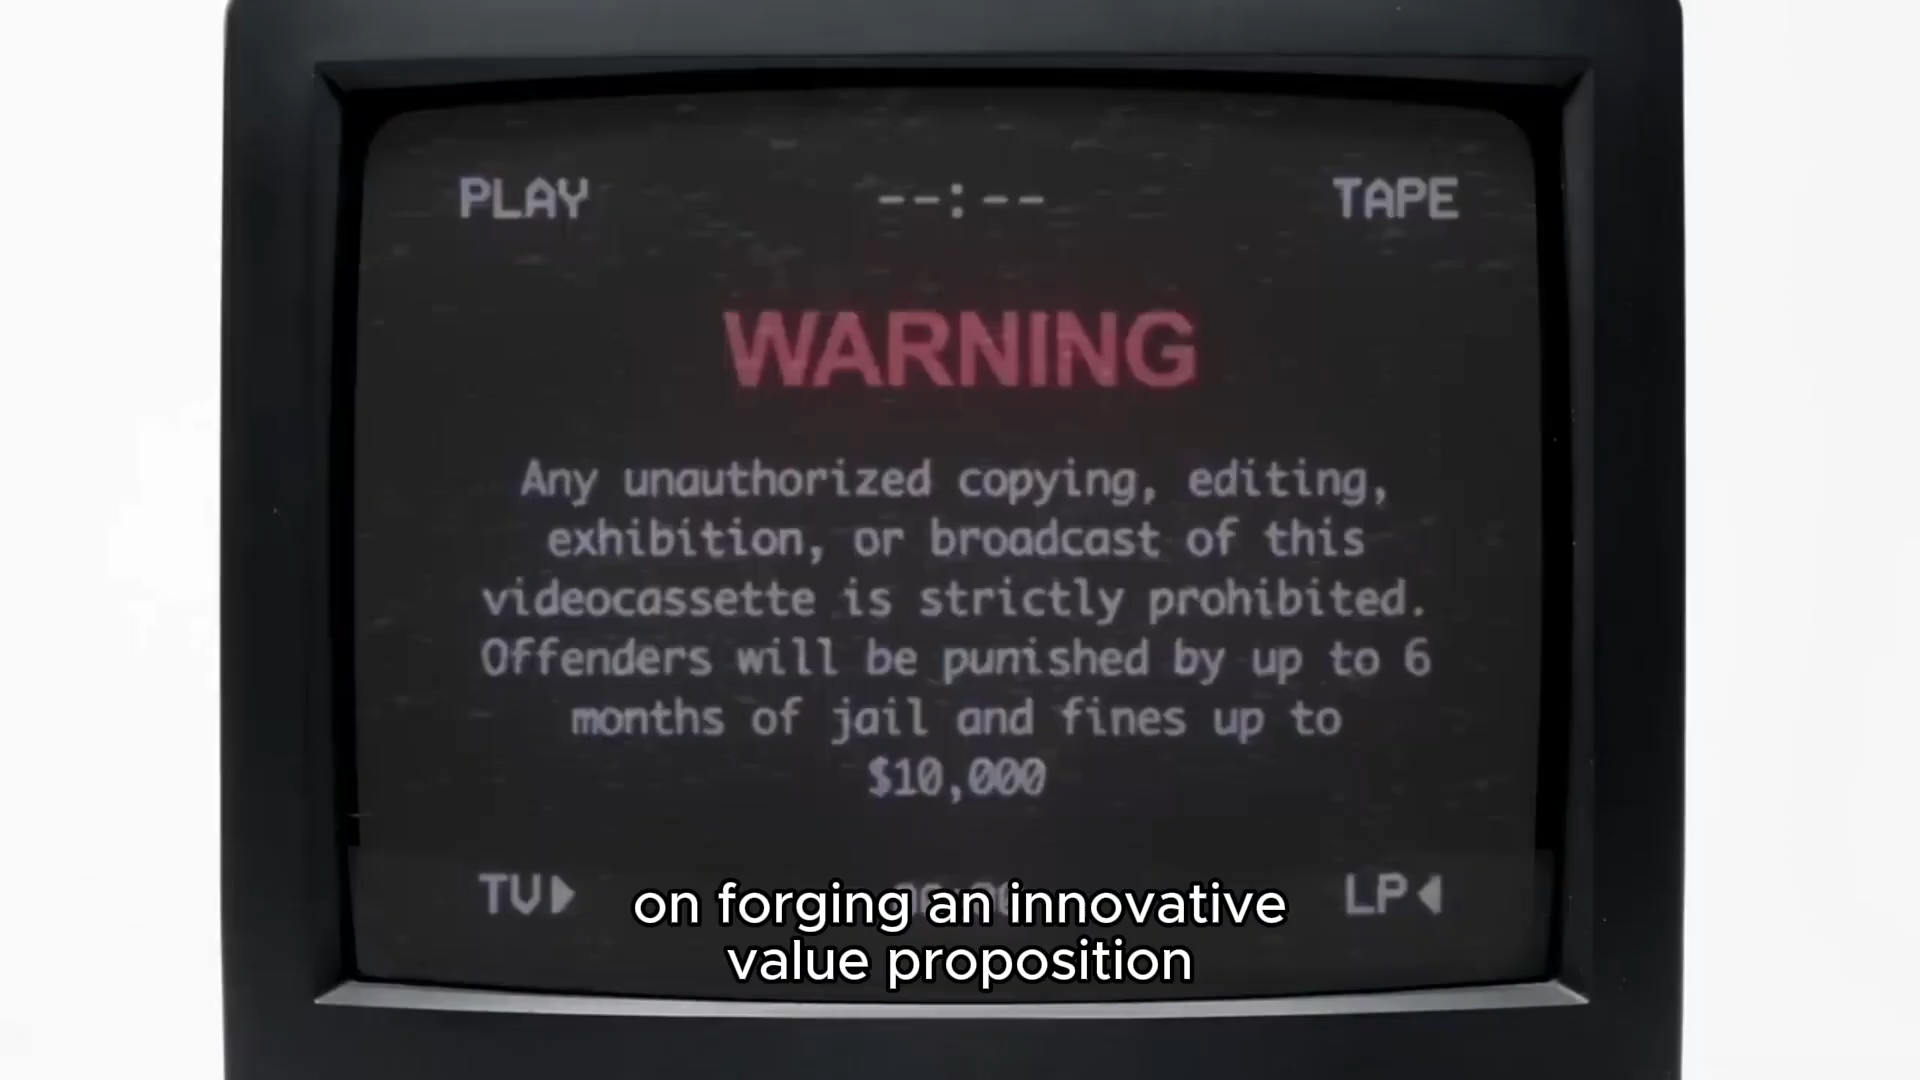 PLAY --:-- TAPE
WARNING
Any unauthorized copying, editing,
exhibition, or broadcast of this
videocassette is strictly prohibited.
Offenders will be punished by up to 6
months of jail and fines up to
$10,000
TV LP
on forging an innovative
value proposition